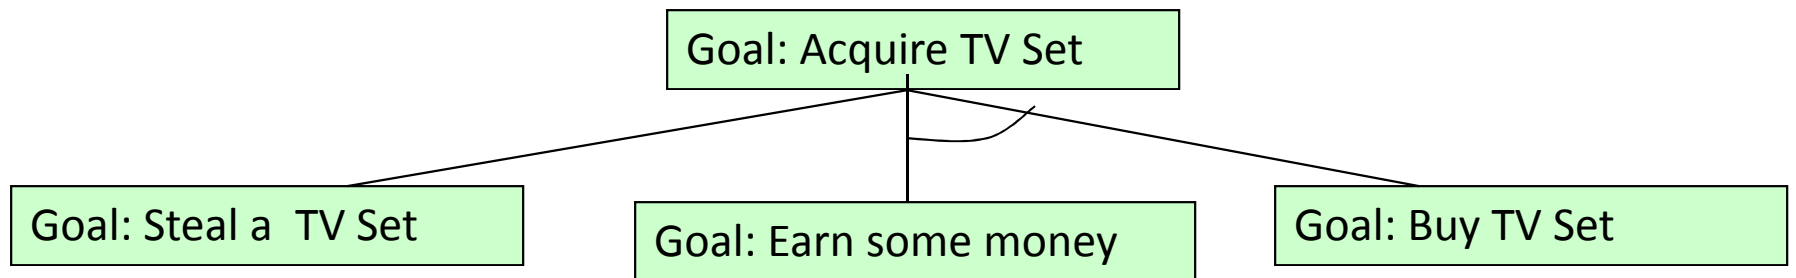 Goal: Acquire TV Set
Goal: Steal a  TV Set
Goal: Earn some money
Goal: Buy TV Set